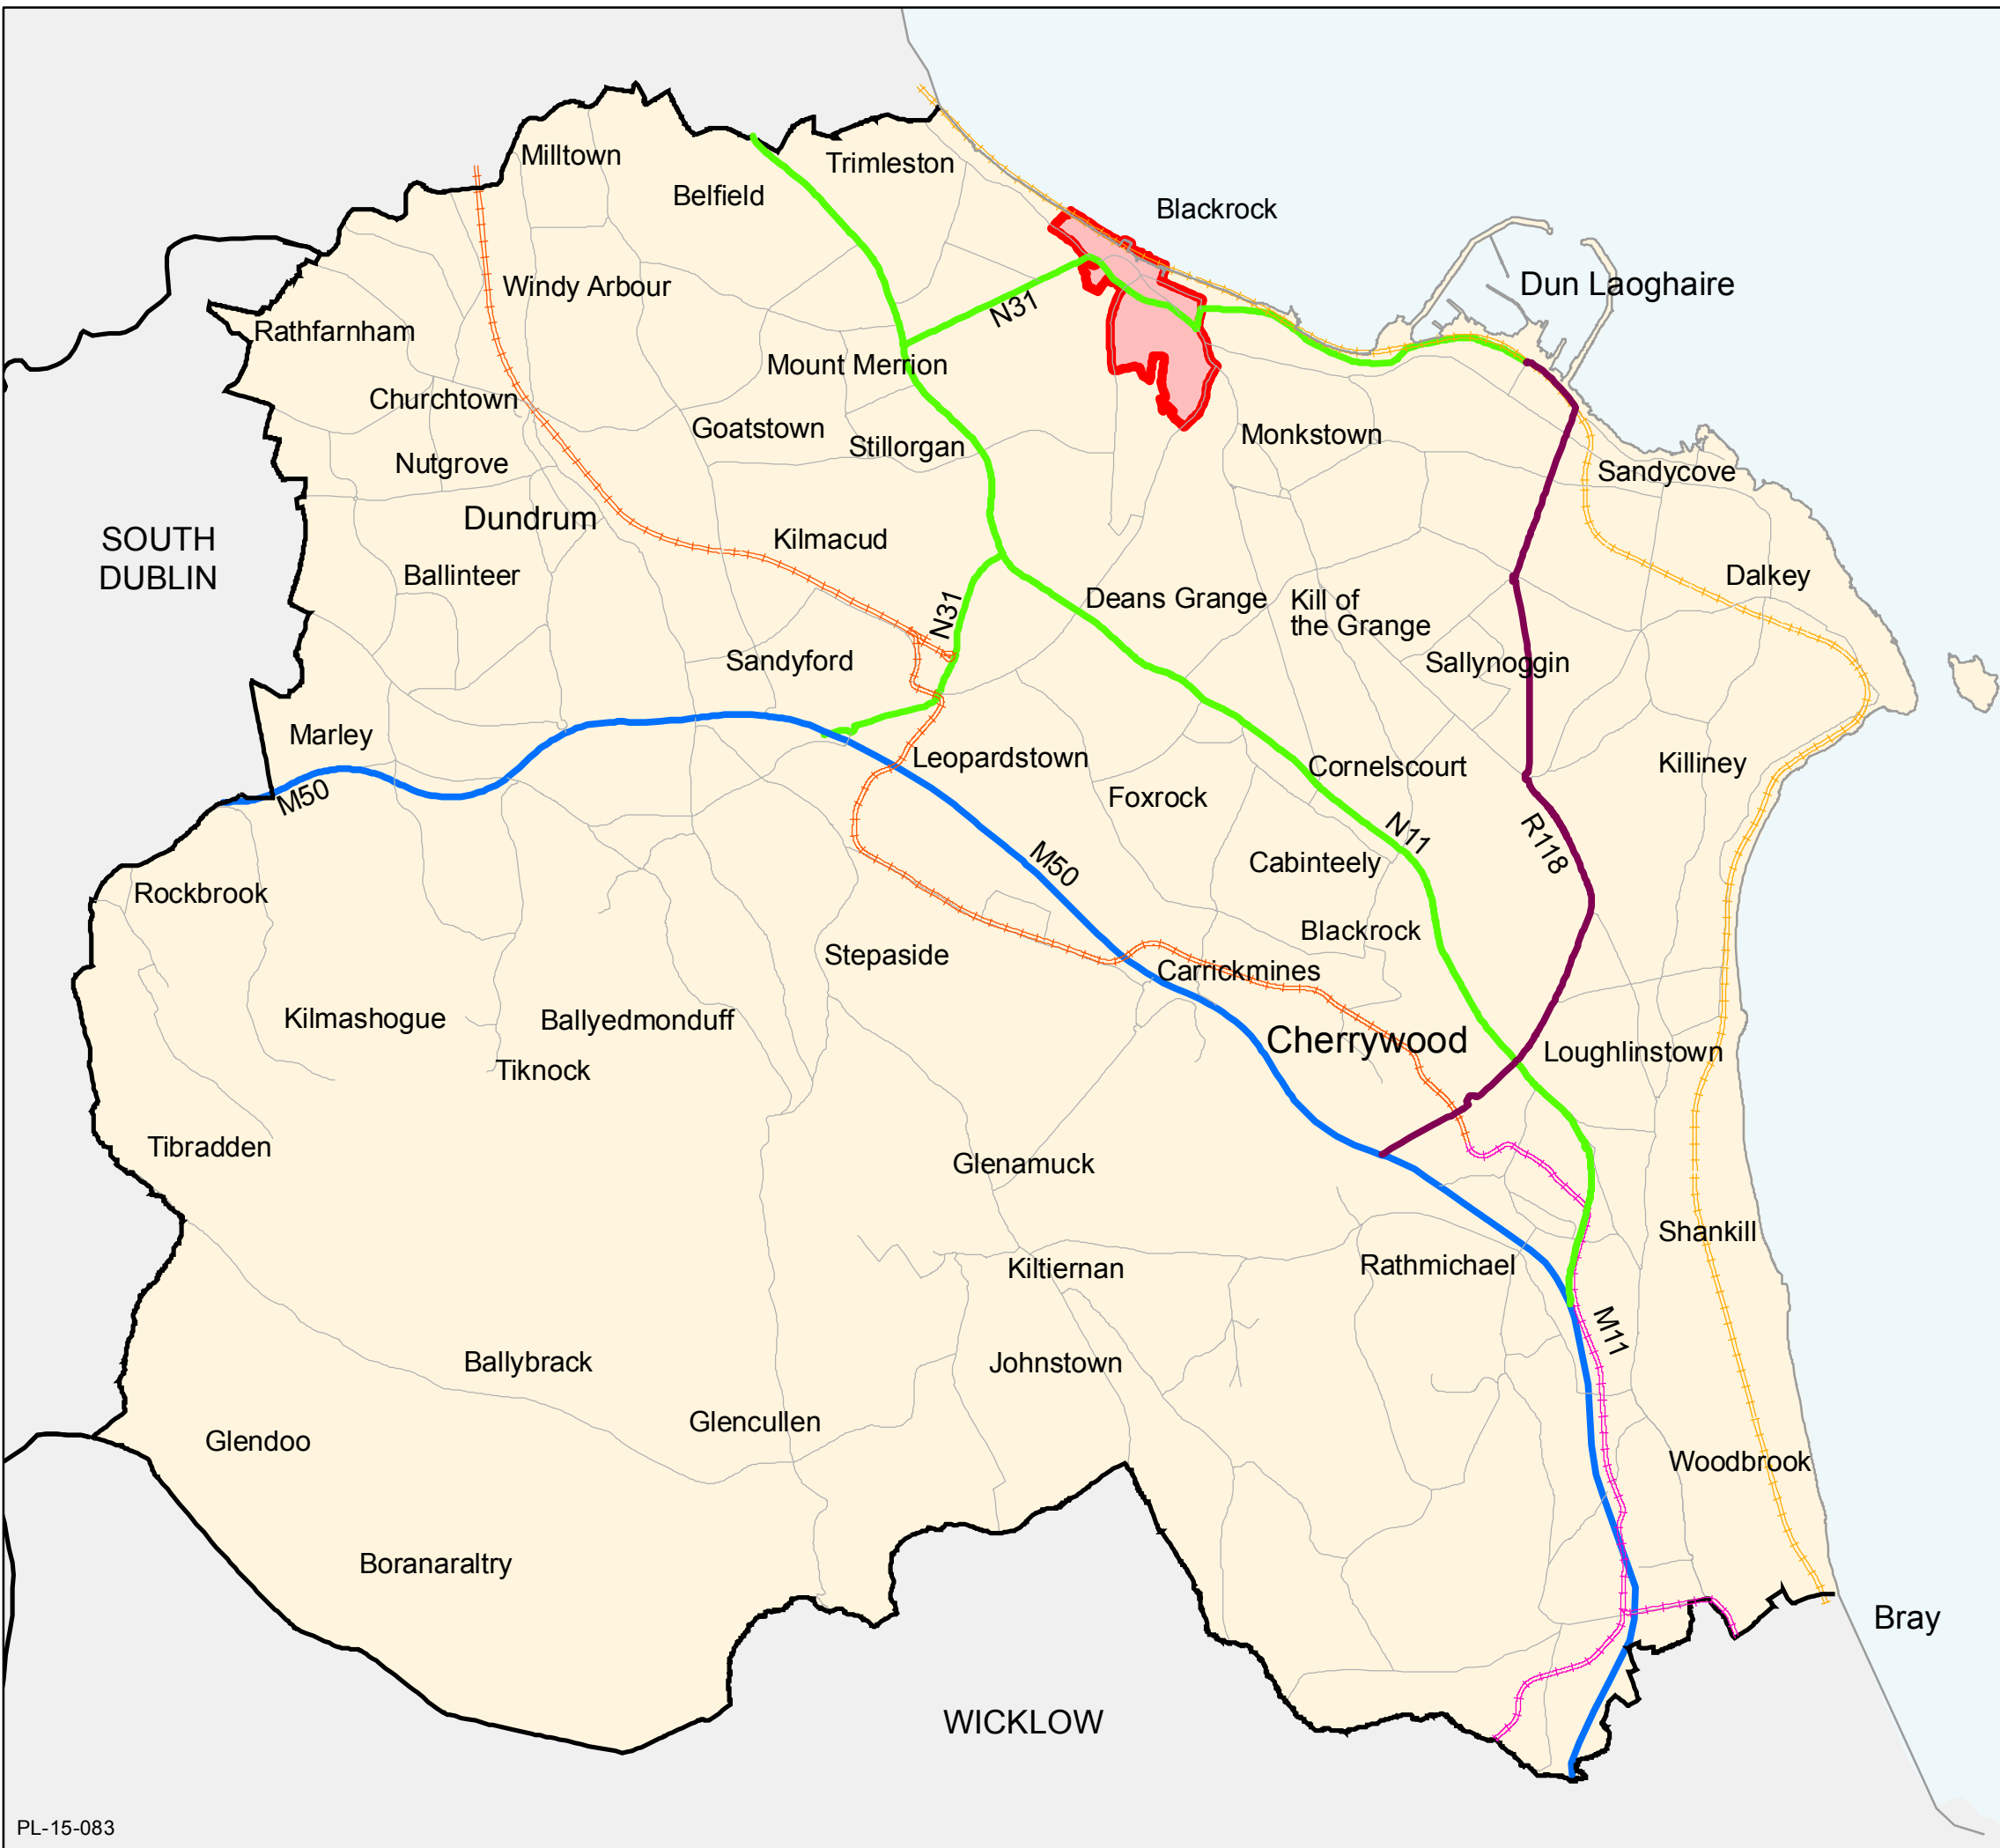 Milltown
Trimleston
Belfield
Blackrock
Windy Arbour
Dun Laoghaire
N31
Rathfarnham
Mount Merrion
Churchtown
Goatstown
Stillorgan
Monkstown
Nutgrove
Sandycove
Dundrum
Kilmacud
SOUTH
DUBLIN
Ballinteer
Dalkey
Deans Grange
Kill of
the Grange
N31
Sandyford
Sallynoggin
Marley
Leopardstown
Cornelscourt
Killiney
M50
Foxrock
N11
R118
M50
Cabinteely
Rockbrook
Blackrock
Stepaside
Carrickmines
Kilmashogue
Ballyedmonduff
Cherrywood
Loughlinstown
Tiknock
Tibradden
Glenamuck
Shankill
Kiltiernan
Rathmichael
M11
Ballybrack
Johnstown
Glencullen
Glendoo
Woodbrook
Boranaraltry
Bray
WICKLOW
PL-15-083